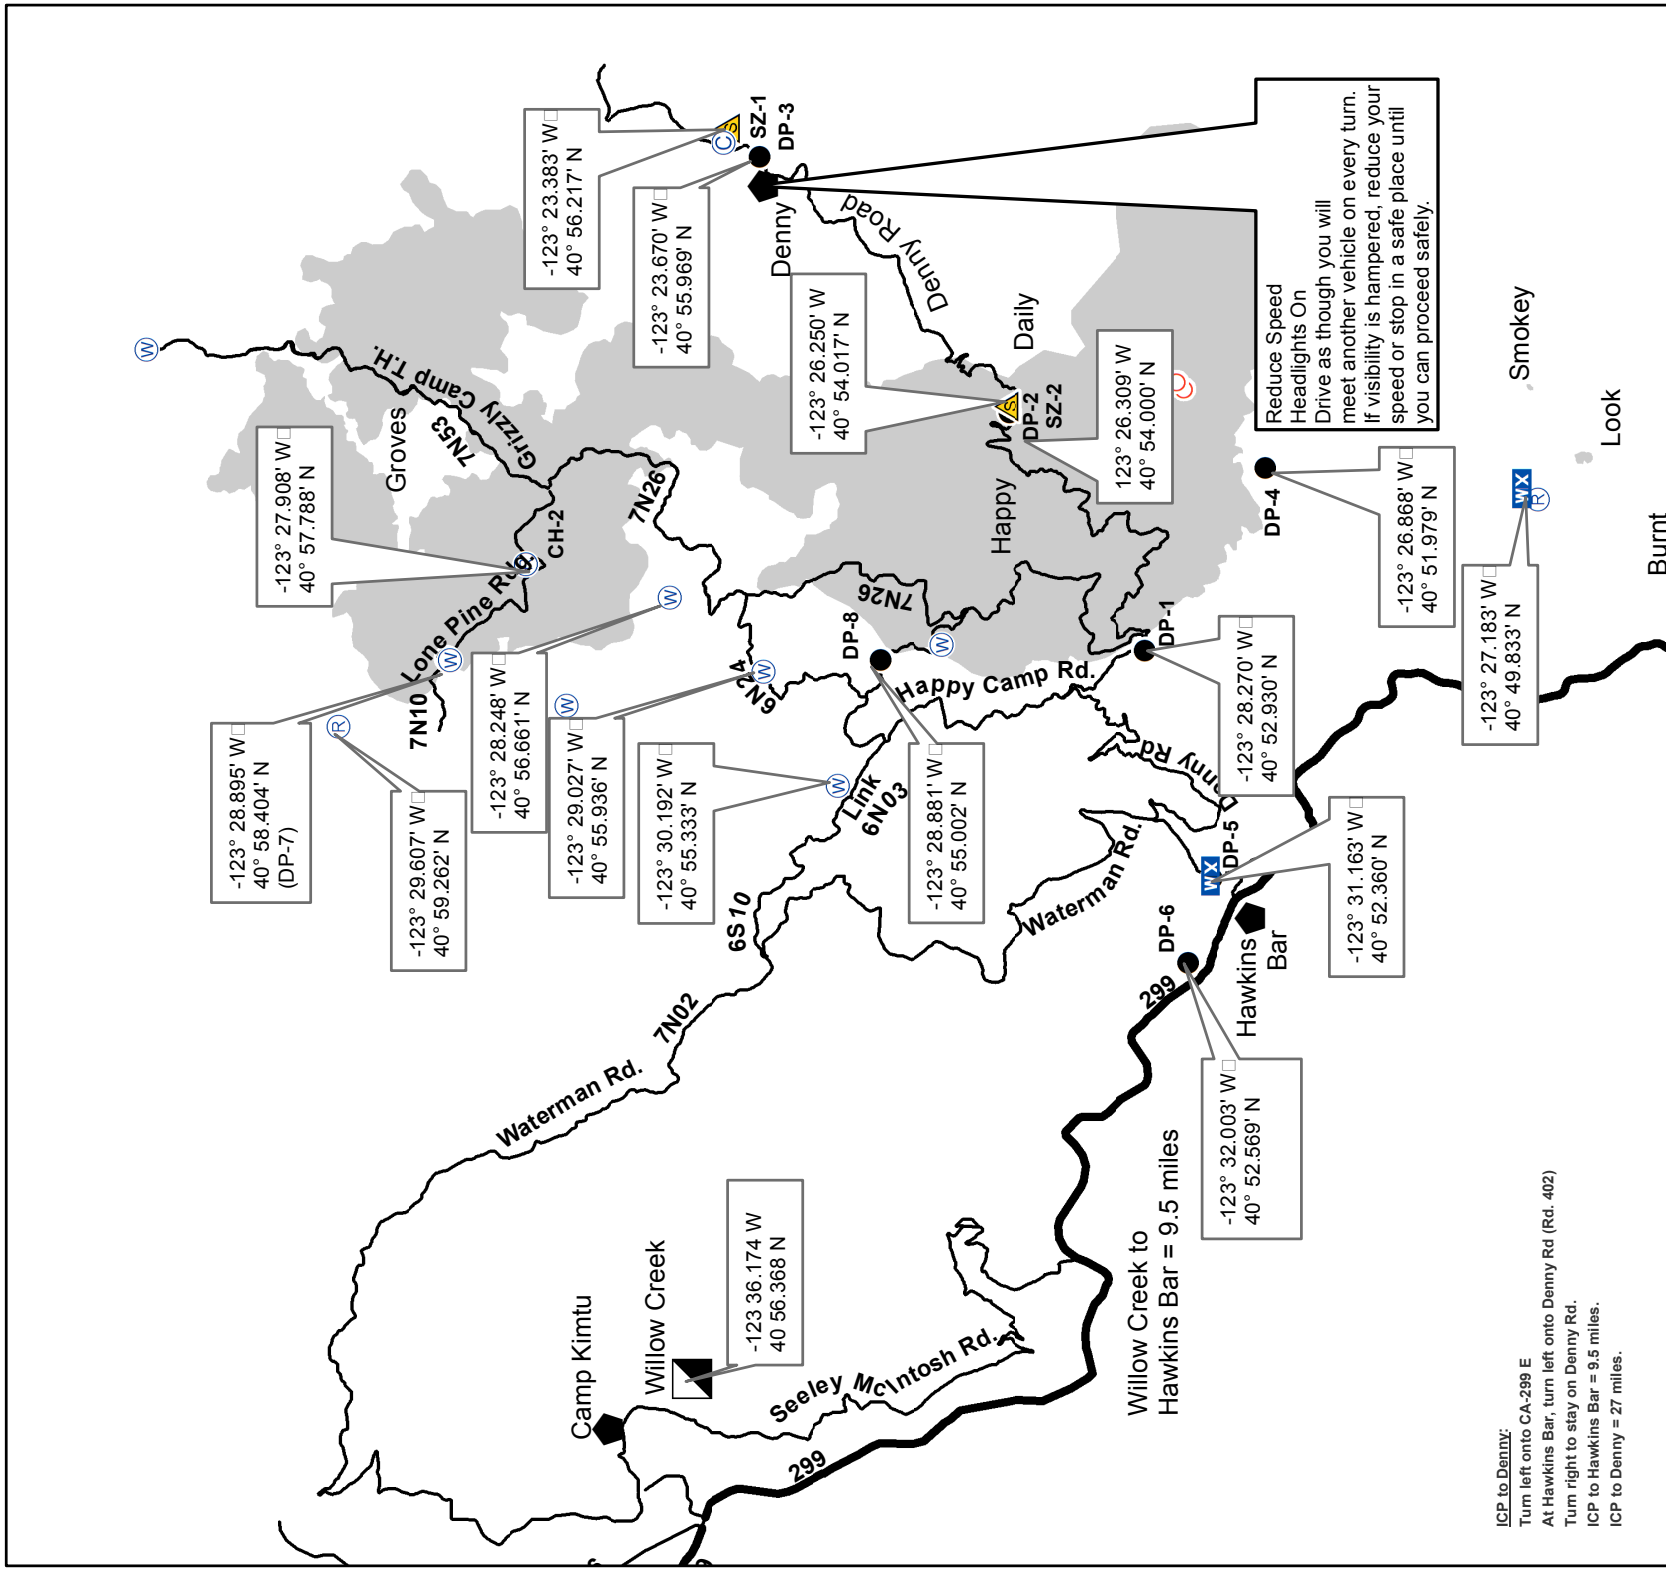 -123° 23.383' W
40° 56.217' N
SZ-1
DP-3
-123° 23.670' W
40° 55.969' N
Denny
Denny Road
Reduce Speed
Headlights On
Drive as though you will
meet another vehicle on every turn.
If visibility is hampered, reduce your
speed or stop in a safe place until
you can proceed safely.
W
C
S
Grizzly Camp T.H.
7N53
Groves
-123° 27.908' W
40° 57.788' N
CH-2
7N26
-123° 26.250' W
40° 54.017' N
Daily
S
DP-2
SZ-2
123° 26.309' W
40° 54.000' N
Happy
Smokey
Look
Burnt
DP-4
-123° 26.868' W
40° 51.979' N
WX
R
-123° 27.183' W
40° 49.833' N
Lone Pine Rdg.
7N10
W
W
R
-123° 28.895' W
40° 58.404' N
(DP-7)
-123° 29.607' W
40° 59.262' N
-123° 28.248' W
40° 56.661' N
W
-123° 29.027' W
40° 55.936' N
6N24
W
-123° 30.192' W
40° 55.333' N
W
7N26
DP-8
W
Happy Camp Rd.
-123° 28.881' W
40° 55.002' N
DP-1
-123° 28.270' W
40° 52.930' N
Link
6N03
Denny Rd
6S10
Waterman Rd.
WX
DP-5
-123° 31.163' W
40° 52.360' N
DP-6
Hawkins
Bar
299
-123° 32.003' W
40° 52.569' N
7N02
Waterman Rd.
Willow Creek to
Hawkins Bar = 9.5 miles
Camp Kimtu
Willow Creek
-123 36.174 W
40 56.368 N
Seeley McIntosh Rd.
299
ICP to Denny:
Turn left onto CA-299 E
At Hawkins Bar, turn left onto Denny Rd (Rd. 402)
Turn right to stay on Denny Rd.
ICP to Hawkins Bar = 9.5 miles.
ICP to Denny = 27 miles.